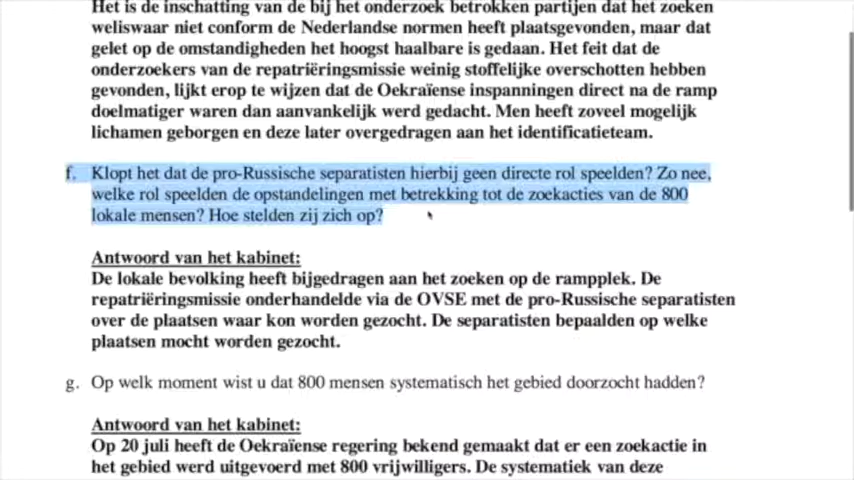 Het is de inschatting van de bij het onderzoek betrokken partijen dat het zoeken
weliswaar niet conform de Nederlandse normen heeft plaatsgevonden, maar dat
gelet op de omstandigheden het hoogst haalbare is gedaan. Het feit dat de
onderzoekers van de repatriëringsmissie weinig stoffelijke overschotten hebben
gevonden, lijkt erop te wijzen dat de Oekraïense inspanningen direct na de ramp
doelmatiger waren dan aanvankelijk werd gedacht. Men heeft zoveel mogelijk
lichamen geborgen en deze later overgedragen aan het identificatieteam.
f. Klopt het dat de pro-Russische separatisten hierbij geen directe rol speelden? Zo nee,
welke rol speelden de opstandelingen met betrekking tot de zoekacties van de 800
lokale mensen? Hoe stelden zij zich op?
Antwoord van het kabinet:
De lokale bevolking heeft bijgedragen aan het zoeken op de rampplek. De
repatriëringsmissie onderhandelde via de OVSE met de pro-Russische separatisten
over de plaatsen waar kon worden gezocht. De separatisten bepaalden op welke
plaatsen mocht worden gezocht.
g. Op welk moment wist u dat 800 mensen systematisch het gebied doorzocht hadden?
Antwoord van het kabinet:
Op 20 juli heeft de Oekraïense regering bekend gemaakt dat er een zoekactie in
het gebied werd uitgevoerd met 800 vrijwilligers. De systematiek van deze